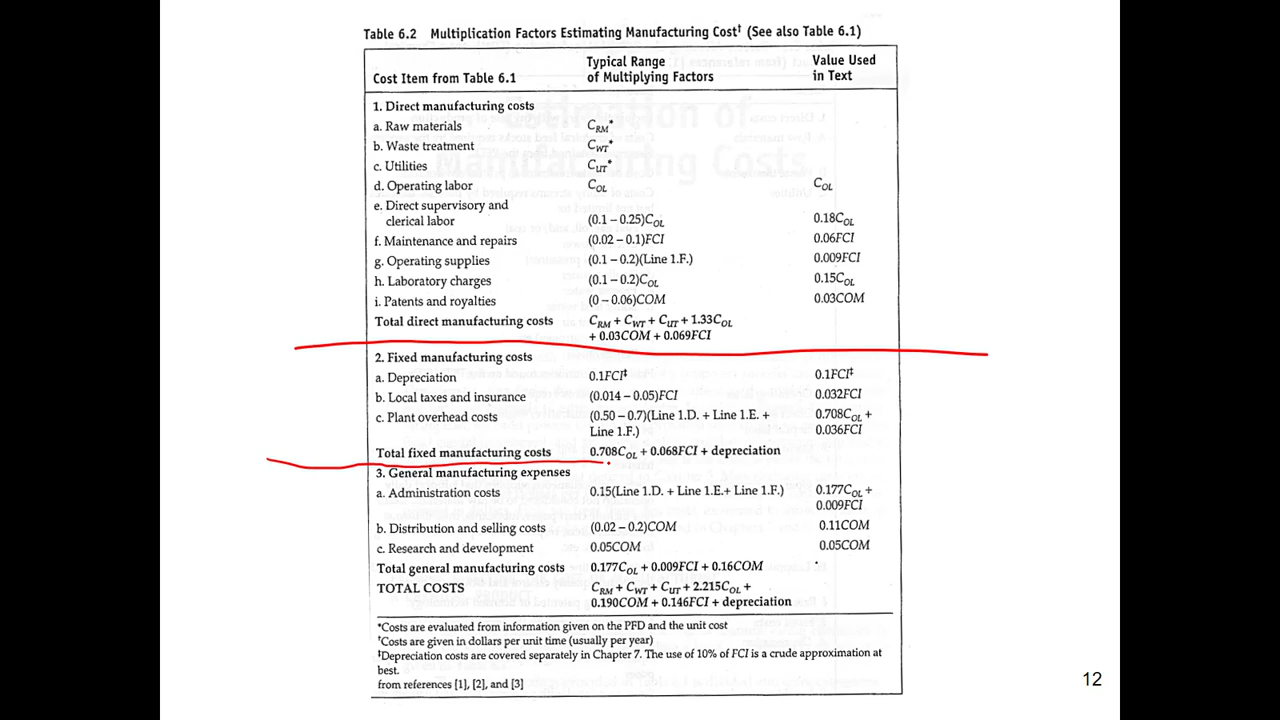 Table 6.2 Multiplication Factors Estimating Manufacturing Cost† (See also Table 6.1)
Cost Item from Table 6.1 Typical Range of Multiplying Factors Value Used in Text
1. Direct manufacturing costs
a. Raw materials C_RM*
b. Waste treatment C_WT*
c. Utilities C_UT*
d. Operating labor C_OL C_OL
e. Direct supervisory and
clerical labor (0.1 – 0.25)C_OL 0.18C_OL
f. Maintenance and repairs (0.02 – 0.1)FCI 0.06FCI
g. Operating supplies (0.1 – 0.2)(Line 1.F.) 0.009FCI
h. Laboratory charges (0.1 – 0.2)C_OL 0.15C_OL
i. Patents and royalties (0 – 0.06)COM 0.03COM
Total direct manufacturing costs C_RM + C_WT + C_UT + 1.33C_OL
+ 0.03COM + 0.069FCI
2. Fixed manufacturing costs
a. Depreciation 0.1FCI‡ 0.1FCI‡
b. Local taxes and insurance (0.014 – 0.05)FCI 0.032FCI
c. Plant overhead costs (0.50 – 0.7)(Line 1.D. + Line 1.E. + 0.708C_OL +
Line 1.F.) 0.036FCI
Total fixed manufacturing costs 0.708C_OL + 0.068FCI + depreciation
3. General manufacturing expenses
a. Administration costs 0.15(Line 1.D. + Line 1.E.+ Line 1.F.) 0.177C_OL +
0.009FCI
b. Distribution and selling costs (0.02 – 0.2)COM 0.11COM
c. Research and development 0.05COM 0.05COM
Total general manufacturing costs 0.177C_OL + 0.009FCI + 0.16COM
TOTAL COSTS C_RM + C_WT + C_UT + 2.215C_OL +
0.190COM + 0.146FCI + depreciation
*Costs are evaluated from information given on the PFD and the unit cost
†Costs are given in dollars per unit time (usually per year)
‡Depreciation costs are covered separately in Chapter 7. The use of 10% of FCI is a crude approximation at
best.
from references [1], [2], and [3]
12